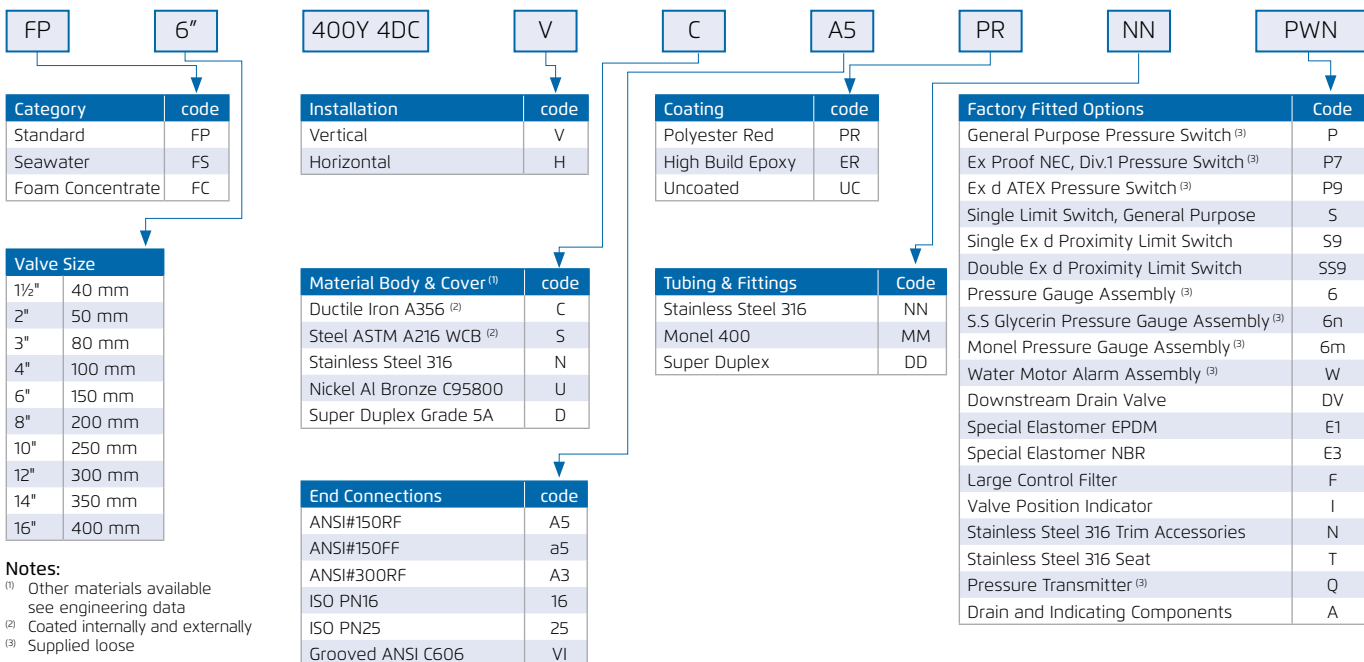 FP 6" 400Y 4DC V C A5 PR NN PWN
Category code
Standard FP
Seawater FS
Foam Concentrate FC
Valve Size
1½" 40 mm
2" 50 mm
3" 80 mm
4" 100 mm
6" 150 mm
8" 200 mm
10" 250 mm
12" 300 mm
14" 350 mm
16" 400 mm
Notes:
(1) Other materials available
see engineering data
(2) Coated internally and externally
(3) Supplied loose
Installation code
Vertical V
Horizontal H
Material Body & Cover (1) code
Ductile Iron A356 (2) C
Steel ASTM A216 WCB (2) S
Stainless Steel 316 N
Nickel Al Bronze C95800 U
Super Duplex Grade 5A D
End Connections code
ANSI#150RF A5
ANSI#150FF a5
ANSI#300RF A3
ISO PN16 16
ISO PN25 25
Grooved ANSI C606 VI
Coating code
Polyester Red PR
High Build Epoxy ER
Uncoated UC
Tubing & Fittings Code
Stainless Steel 316 NN
Monel 400 MM
Super Duplex DD
Factory Fitted Options Code
General Purpose Pressure Switch (3) P
Ex Proof NEC, Div.1 Pressure Switch (3) P7
Ex d ATEX Pressure Switch (3) P9
Single Limit Switch, General Purpose S
Single Ex d Proximity Limit Switch S9
Double Ex d Proximity Limit Switch SS9
Pressure Gauge Assembly (3) 6
S.S Glycerin Pressure Gauge Assembly (3) 6n
Monel Pressure Gauge Assembly (3) 6m
Water Motor Alarm Assembly (3) W
Downstream Drain Valve DV
Special Elastomer EPDM E1
Special Elastomer NBR E3
Large Control Filter F
Valve Position Indicator I
Stainless Steel 316 Trim Accessories N
Stainless Steel 316 Seat T
Pressure Transmitter (3) Q
Drain and Indicating Components A